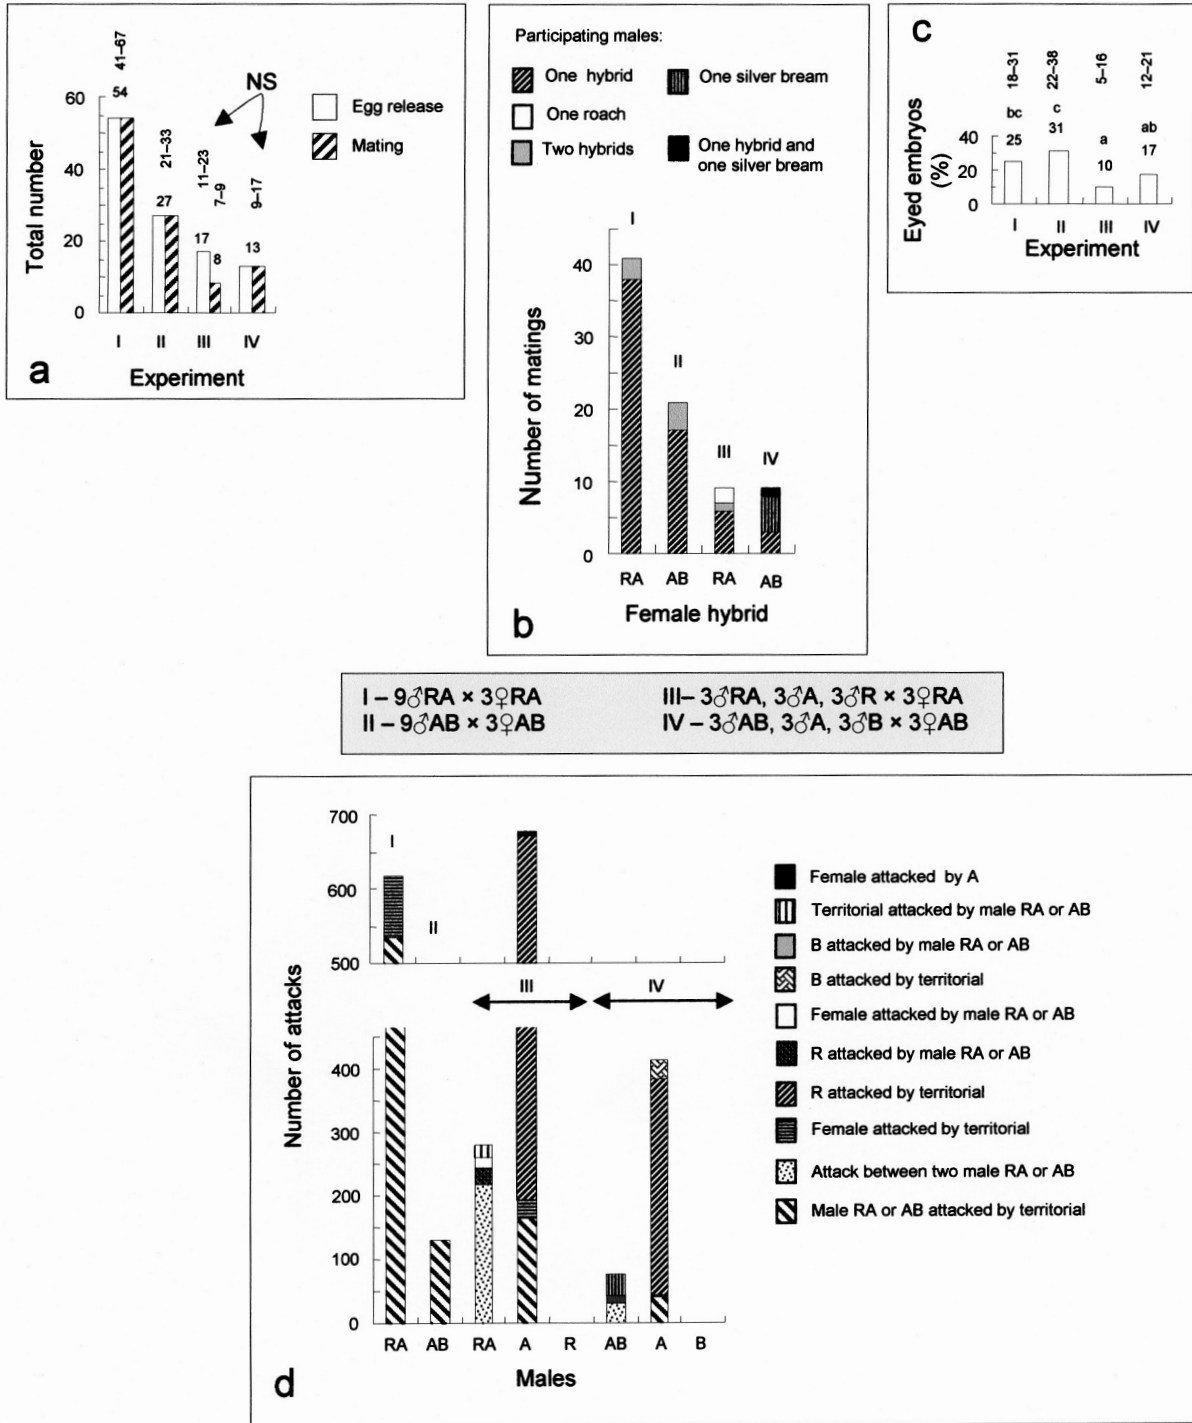 41–67
54
21–33
27
11–23
7–9
17
8
9–17
13
NS
Egg release
Mating
60
40
20
0
Total number
I II III IV
Experiment
a
Participating males:
One hybrid
One silver bream
One roach
Two hybrids
One hybrid and
one silver bream
I
II
III
IV
40
30
20
10
0
Number of matings
RA AB RA AB
Female hybrid
b
c
18–31 22–38 5–16 12–21
bc c a ab
25 31 10 17
40
20
0
Eyed embryos
(%)
I II III IV
Experiment
I – 9♂RA × 3♀RA
III– 3♂RA, 3♂A, 3♂R × 3♀RA
II – 9♂AB × 3♀AB
IV – 3♂AB, 3♂A, 3♂B × 3♀AB
700
600
500
I
II
III
IV
400
300
200
100
0
Number of attacks
RA AB RA A R AB A B
Males
d
Female attacked by A
Territorial attacked by male RA or AB
B attacked by male RA or AB
B attacked by territorial
Female attacked by male RA or AB
R attacked by male RA or AB
R attacked by territorial
Female attacked by territorial
Attack between two male RA or AB
Male RA or AB attacked by territorial